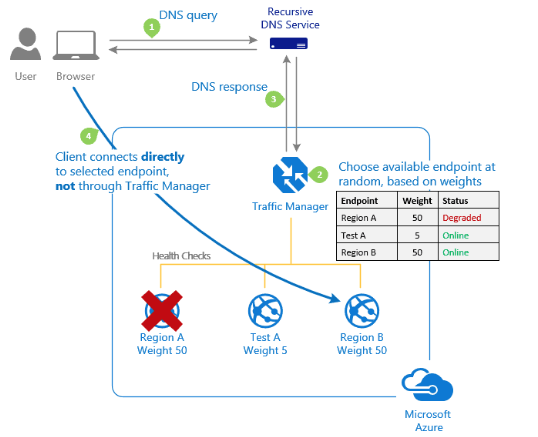 DNS query
Recursive
DNS Service
1
User
Browser
DNS response
3
4
Client connects directly
to selected endpoint,
not through Traffic Manager
2
Choose available endpoint at
random, based on weights
Traffic Manager
Endpoint Weight Status
Region A 50 Degraded
Test A 5 Online
Region B 50 Online
Health Checks
Region A
Weight 50
Test A
Weight 5
Region B
Weight 50
Microsoft
Azure